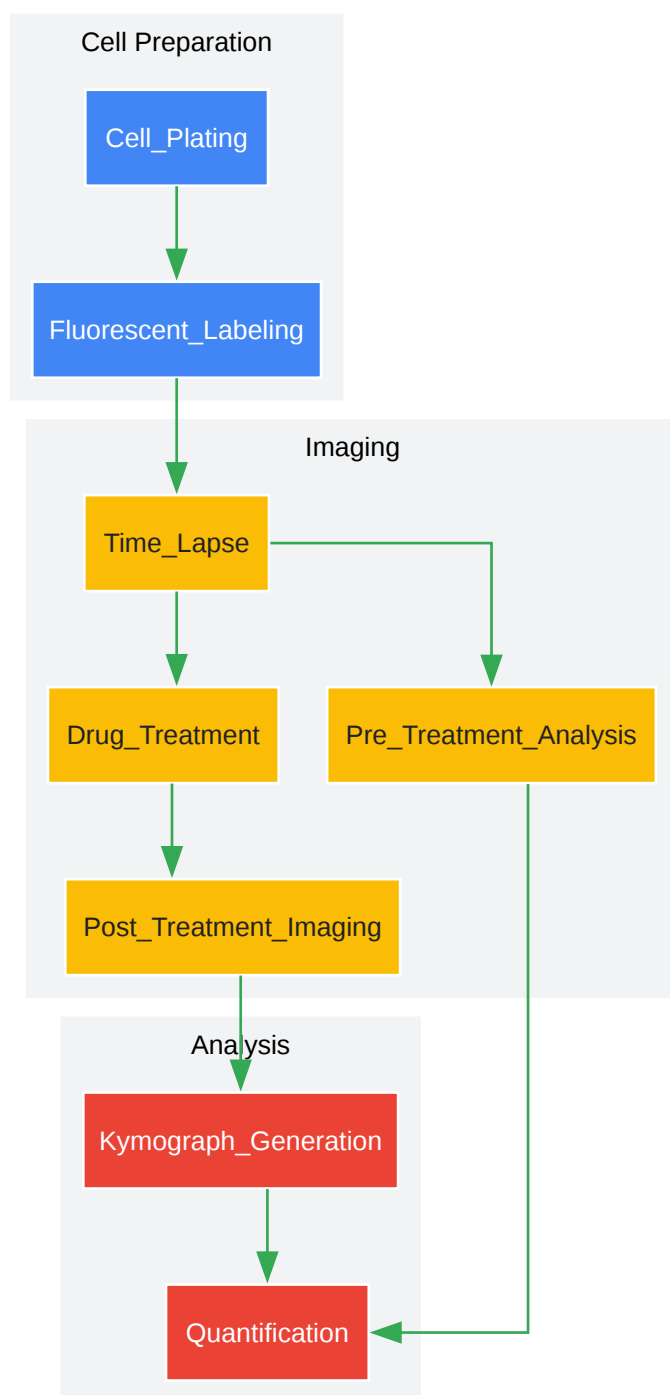 Cell Preparation
Cell_Plating
Fluorescent_Labeling
Imaging
Time_Lapse
Drug_Treatment
Pre_Treatment_Analysis
Post_Treatment_Imaging
Analysis
Kymograph_Generation
Quantification